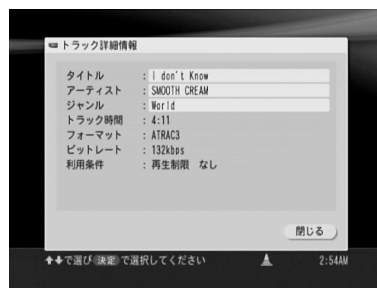 トラック詳細情報
タイトル : I don't Know
アーティスト : SMOOTH CREAM
ジャンル : World
トラック時間 : 4:11
フォーマット : ATRAC3
ビットレート : 132kbps
利用条件 : 再生制限 なし
閉じる
↑↓で選び 決定 で選択してください 2:54AM